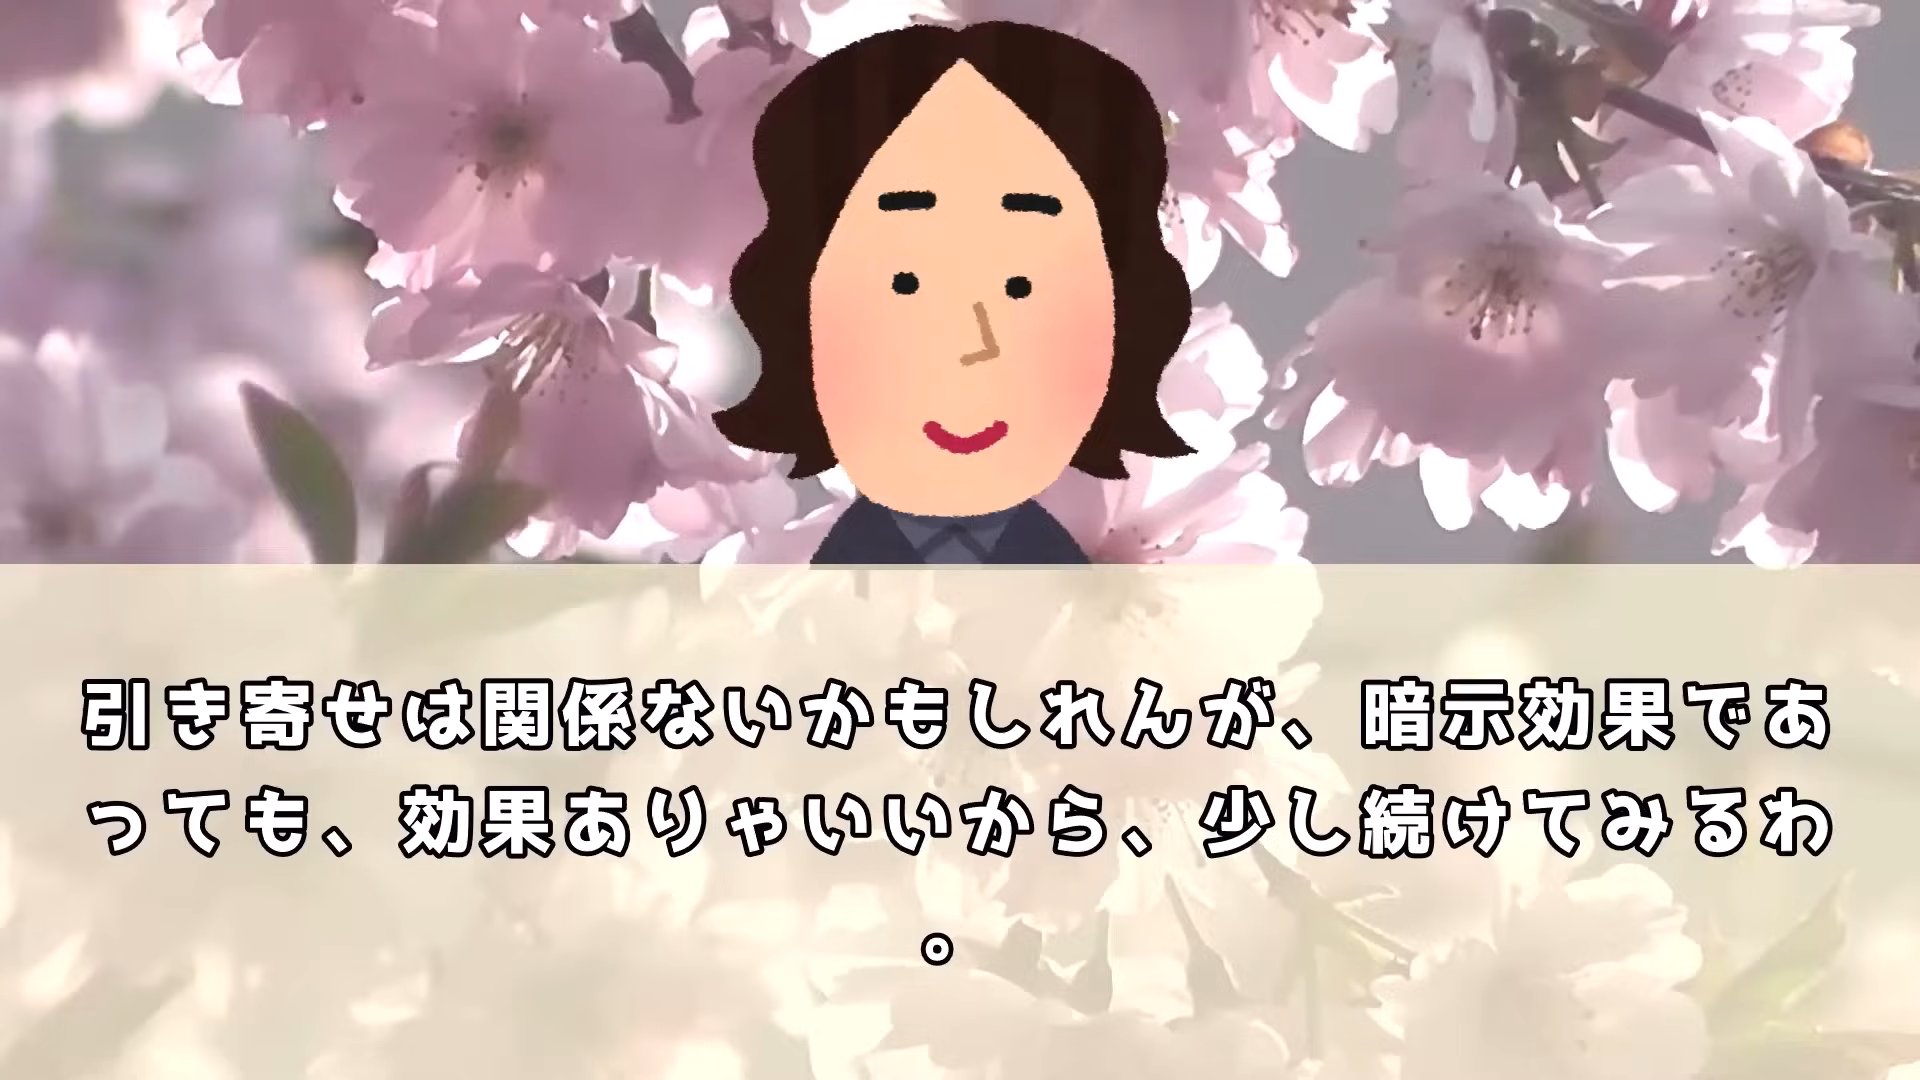 引き寄せは関係ないかもしれんが、暗示効果であ
っても、効果ありゃいいから、少し続けてみるわ
。